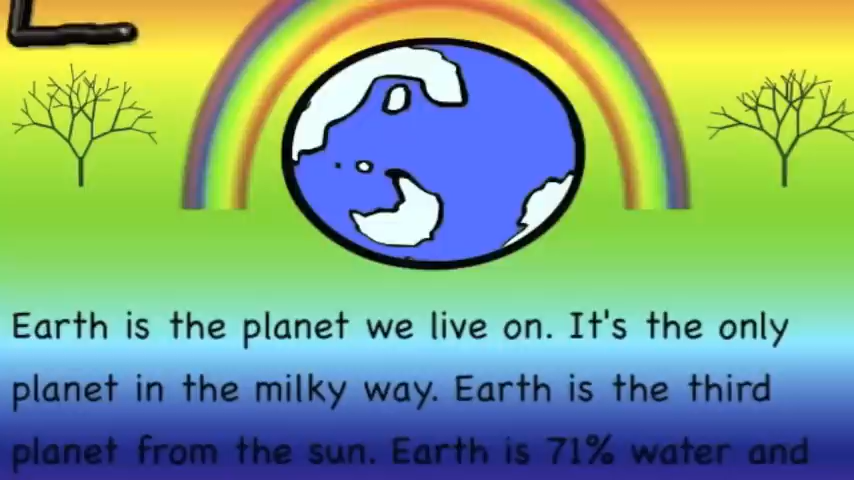 Earth is the planet we live on. It's the only
planet in the milky way. Earth is the third
planet from the sun. Earth is 71% water and